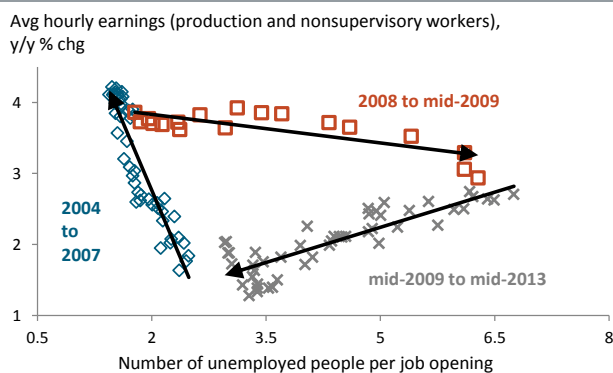 Avg hourly earnings (production and nonsupervisory workers),
y/y % chg
4
3
2
1
2008 to mid-2009
2004
to
2007
mid-2009 to mid-2013
0.5
2
3.5
5
6.5
8
Number of unemployed people per job opening